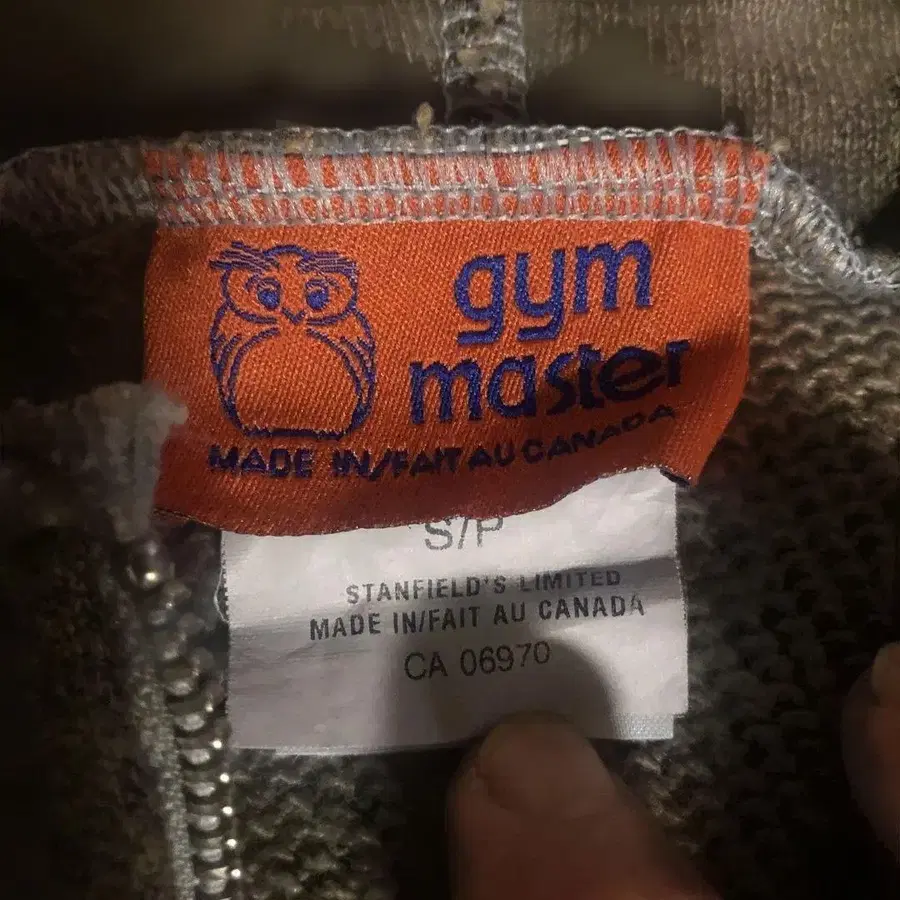 gym
master
MADE IN/FAIT AU CANADA
S/P
STANFIELD'S LIMITED
MADE IN/FAIT AU CANADA
CA 06970